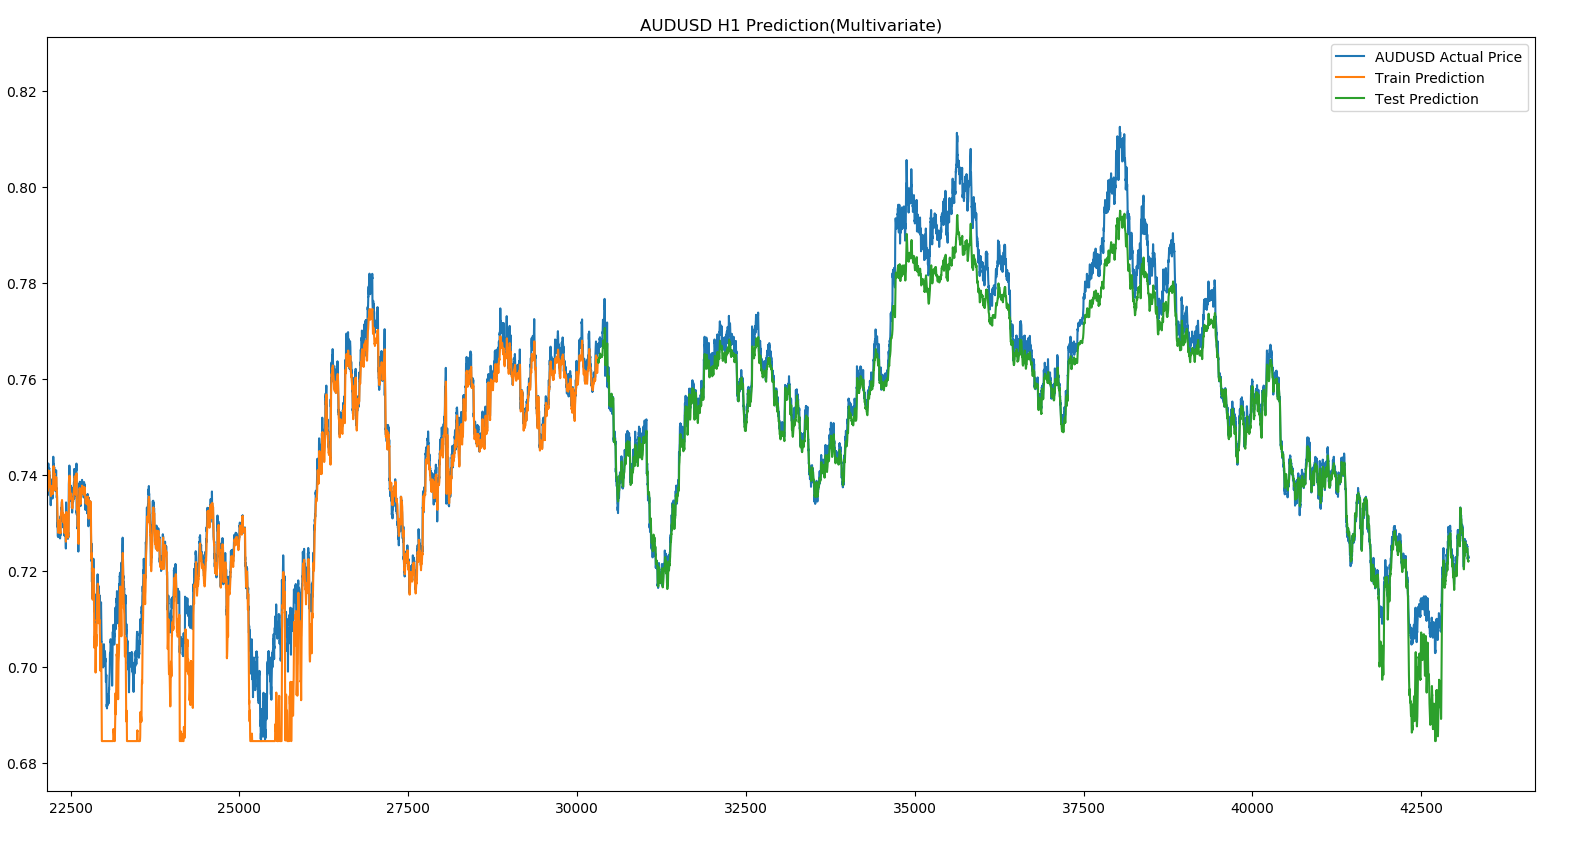 AUDUSD H1 Prediction(Multivariate)
AUDUSD Actual Price
Train Prediction
Test Prediction
0.82
0.80
0.78
0.76
0.74
0.72
0.70
0.68
22500 25000 27500 30000 32500 35000 37500 40000 42500